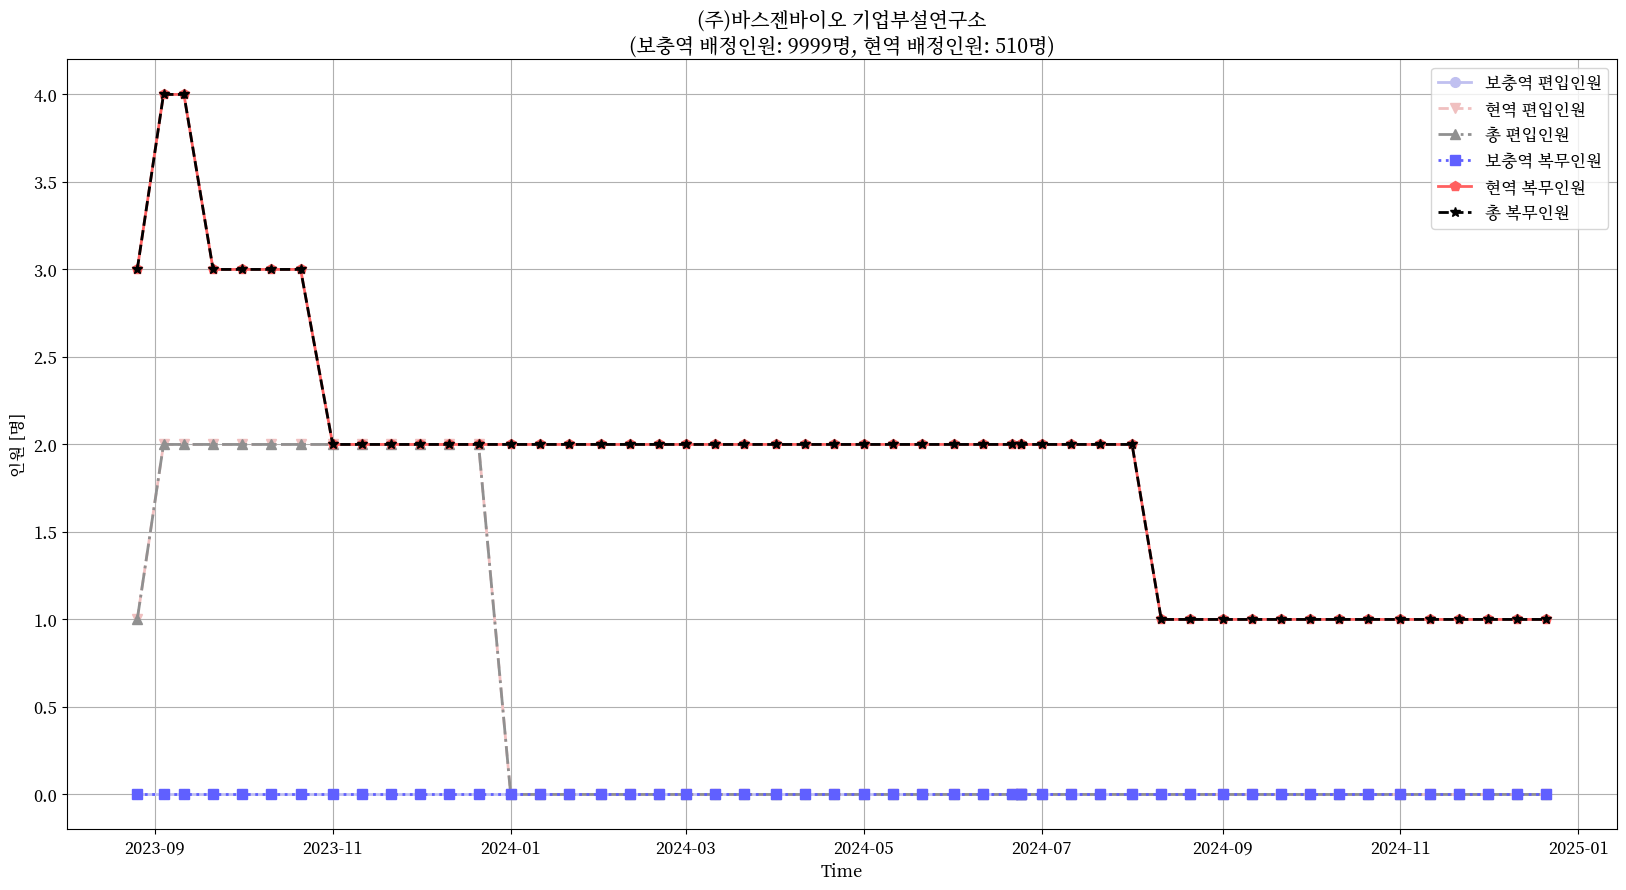 (주)바스젠바이오 기업부설연구소
(보충역 배정인원: 9999명, 현역 배정인원: 510명)
보충역 편입인원
현역 편입인원
총 편입인원
보충역 복무인원
현역 복무인원
총 복무인원
4.0
3.5
3.0
2.5
2.0
1.5
1.0
0.5
0.0
인원 [명]
2023-09 2023-11 2024-01 2024-03 2024-05 2024-07 2024-09 2024-11 2025-01
Time